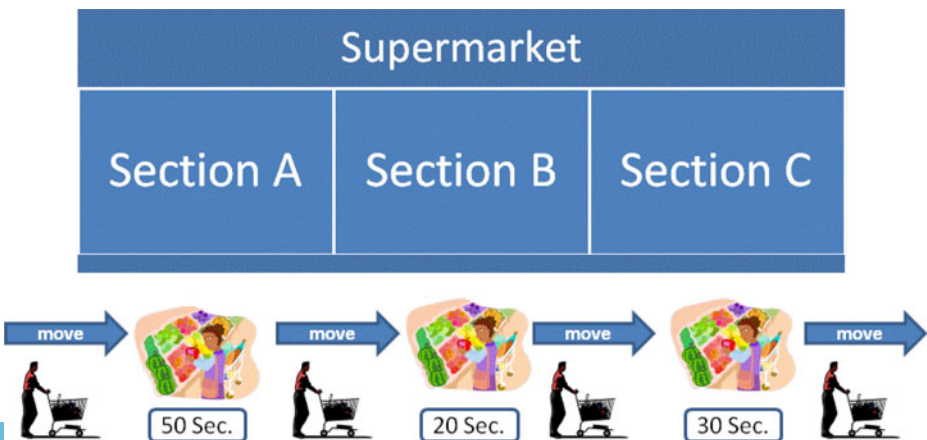 Supermarket
Section A Section B Section C
move move move move
50 Sec. 20 Sec. 30 Sec.